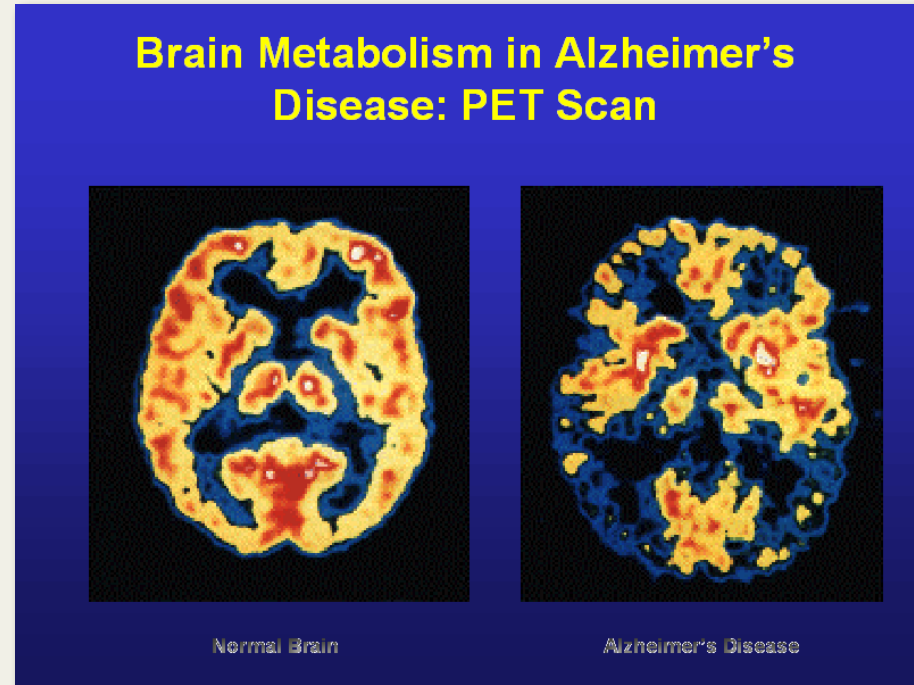 Brain Metabolism in Alzheimer's
Disease: PET Scan
Normal Brain
Alzheimer's Disease